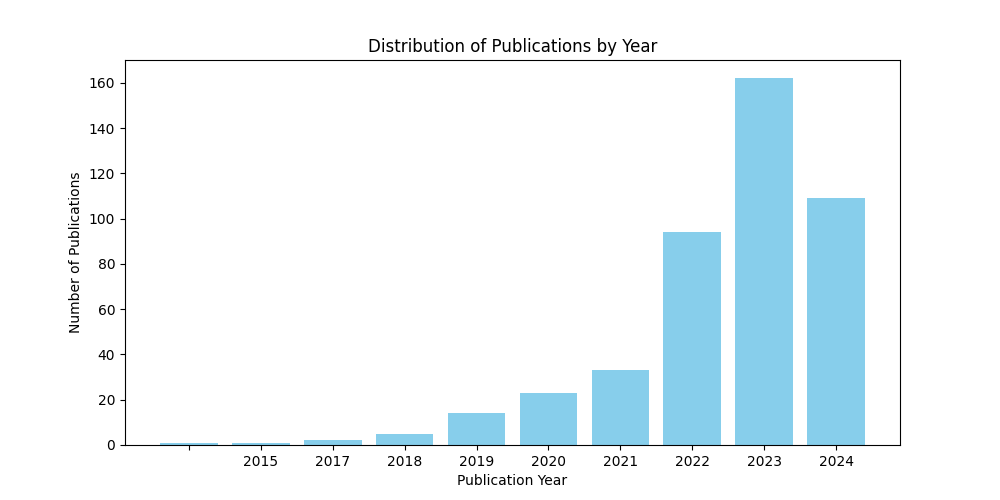 Distribution of Publications by Year
160
140
120
100
80
60
40
20
0
Number of Publications
2015 2017 2018 2019 2020 2021 2022 2023 2024
Publication Year